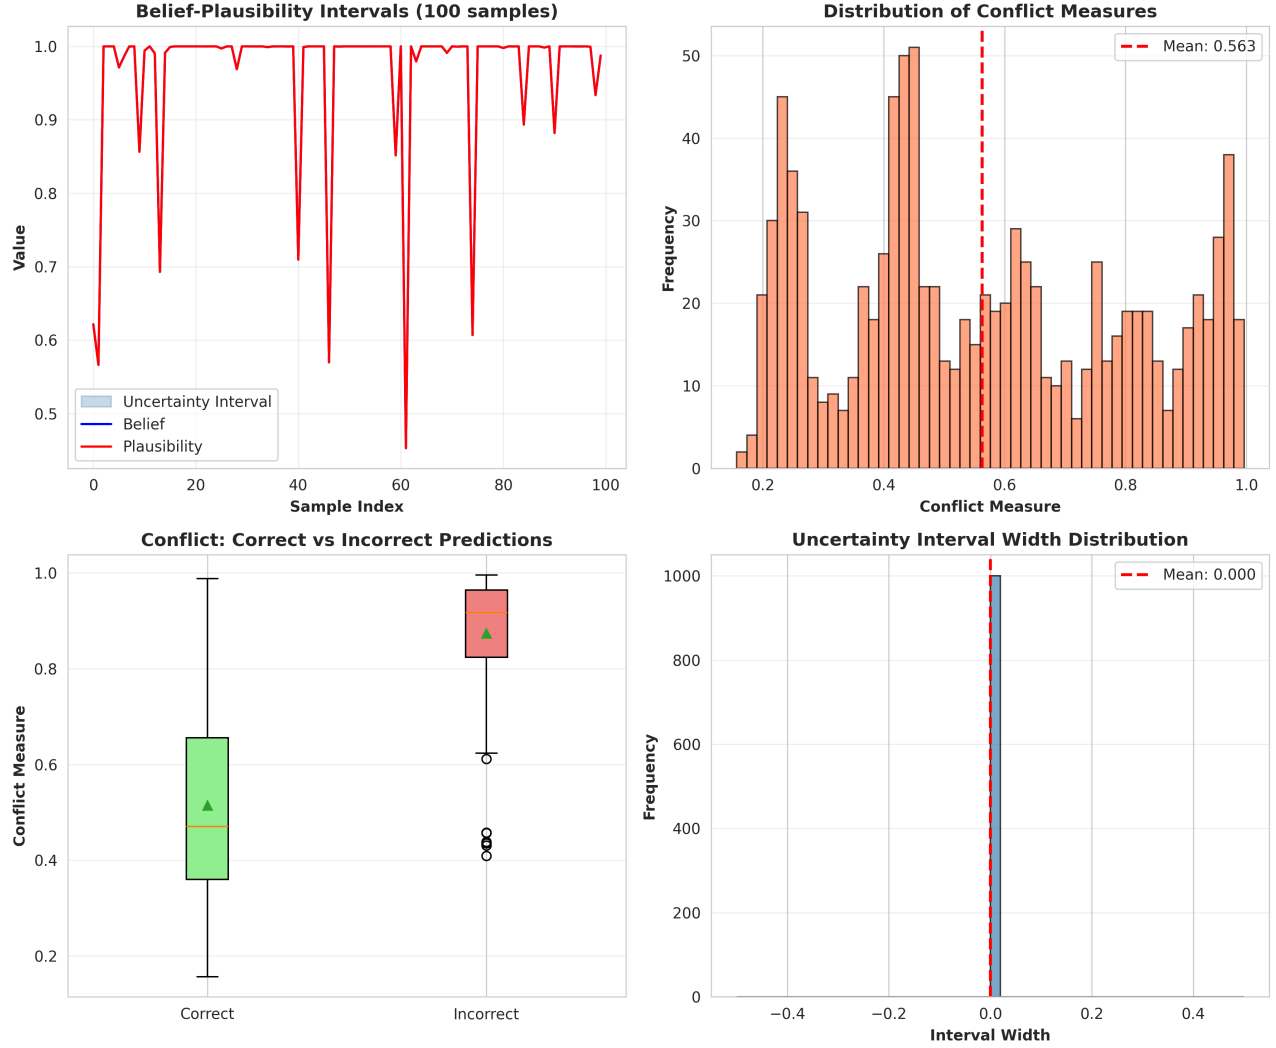 Belief-Plausibility Intervals (100 samples)
Value
1.0
0.9
0.8
0.7
0.6
0.5
Uncertainty Interval
Belief
Plausibility
0 20 40 60 80 100
Sample Index
Distribution of Conflict Measures
Frequency
50
40
30
20
10
0
Mean: 0.563
0.2 0.4 0.6 0.8 1.0
Conflict Measure
Conflict: Correct vs Incorrect Predictions
Conflict Measure
1.0
0.8
0.6
0.4
0.2
Correct Incorrect
Uncertainty Interval Width Distribution
Frequency
1000
800
600
400
200
0
Mean: 0.000
−0.4 −0.2 0.0 0.2 0.4
Interval Width